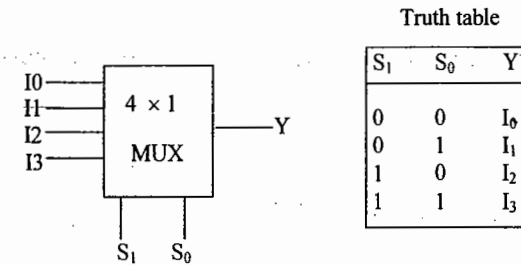 Truth table
I0
I1
I2
I3
4 × 1
MUX
Y
S₁ S₀
S₁ S₀ Y
0 0 I₀
0 1 I₁
1 0 I₂
1 1 I₃